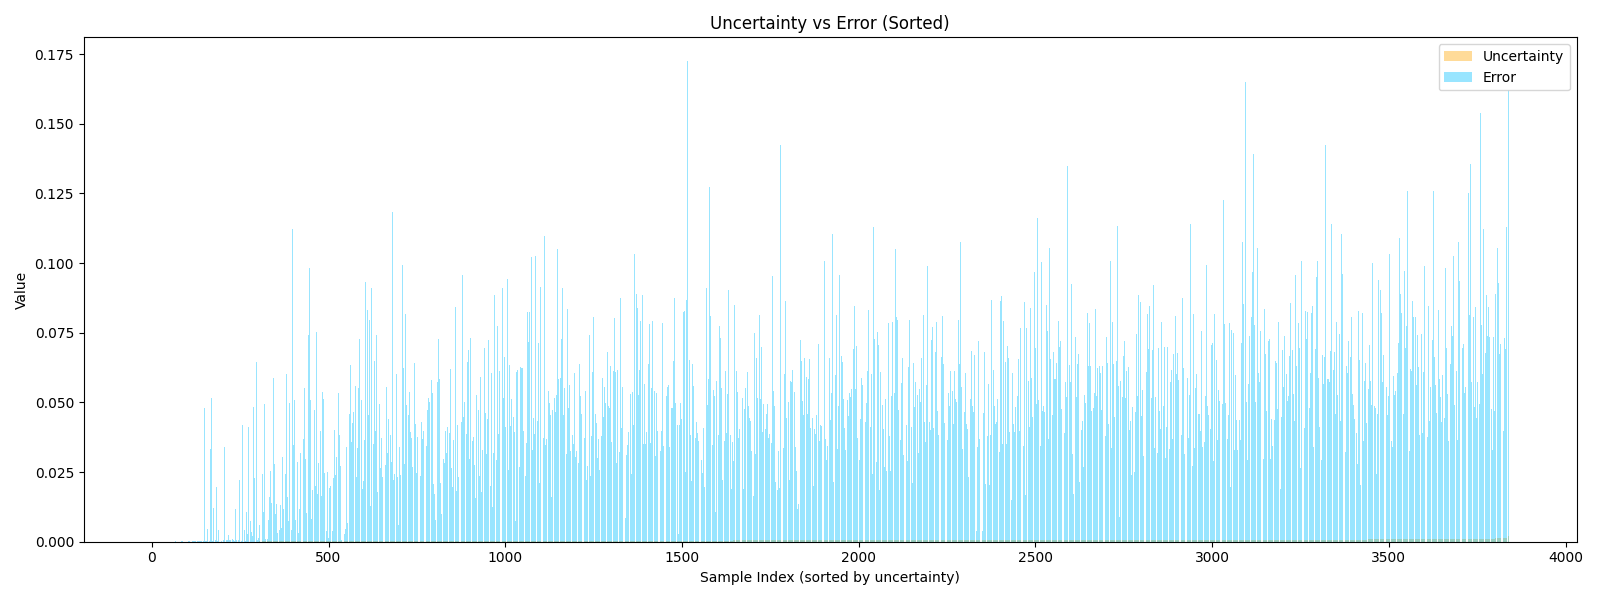 Uncertainty vs Error (Sorted)
Uncertainty
Error
0.175
0.150
0.125
0.100
0.075
0.050
0.025
0.000
Value
0 500 1000 1500 2000 2500 3000 3500 4000
Sample Index (sorted by uncertainty)